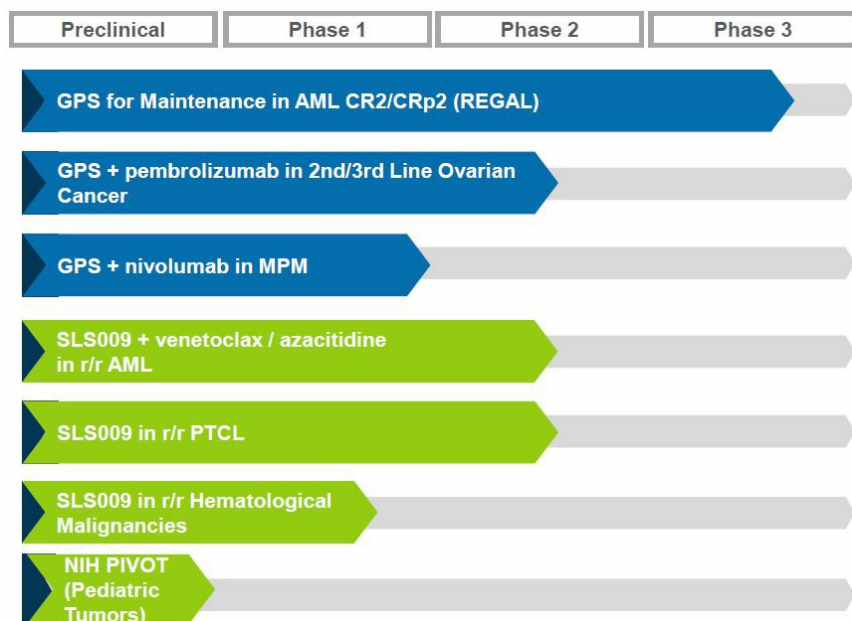 Preclinical
Phase 1
Phase 2
Phase 3
GPS for Maintenance in AML CR2/CRp2 (REGAL)
GPS + pembrolizumab in 2nd/3rd Line Ovarian
Cancer
GPS + nivolumab in MPM
SLS009 + venetoclax / azacitidine
in r/r AML
SLS009 in r/r PTCL
SLS009 in r/r Hematological
Malignancies
NIH PIVOT
(Pediatric
Tumors)